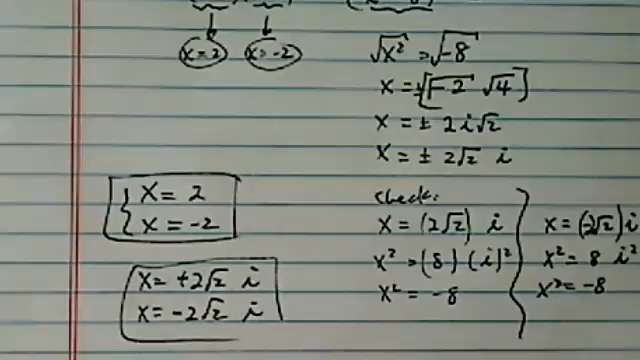 x = 2 x = -2
√x² = √-8
x = ±[√-2 √4]
x = ± 2i√2
x = ± 2√2 i
{ x = 2
x = -2
x = +2√2 i
x = -2√2 i
check:
x = (2√2) i
x² = (8) (i)²
x² = -8
x = (-2√2) i
x² = 8 i²
x² = -8